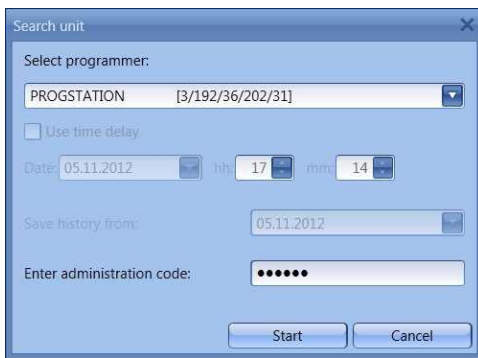 Search unit
Select programmer:
PROGSTATION [3/192/36/202/31]
Use time delay
Date: 05.11.2012 hh: 17 mm: 14
Save history from: 05.11.2012
Enter administration code: ●●●●●●
Start Cancel